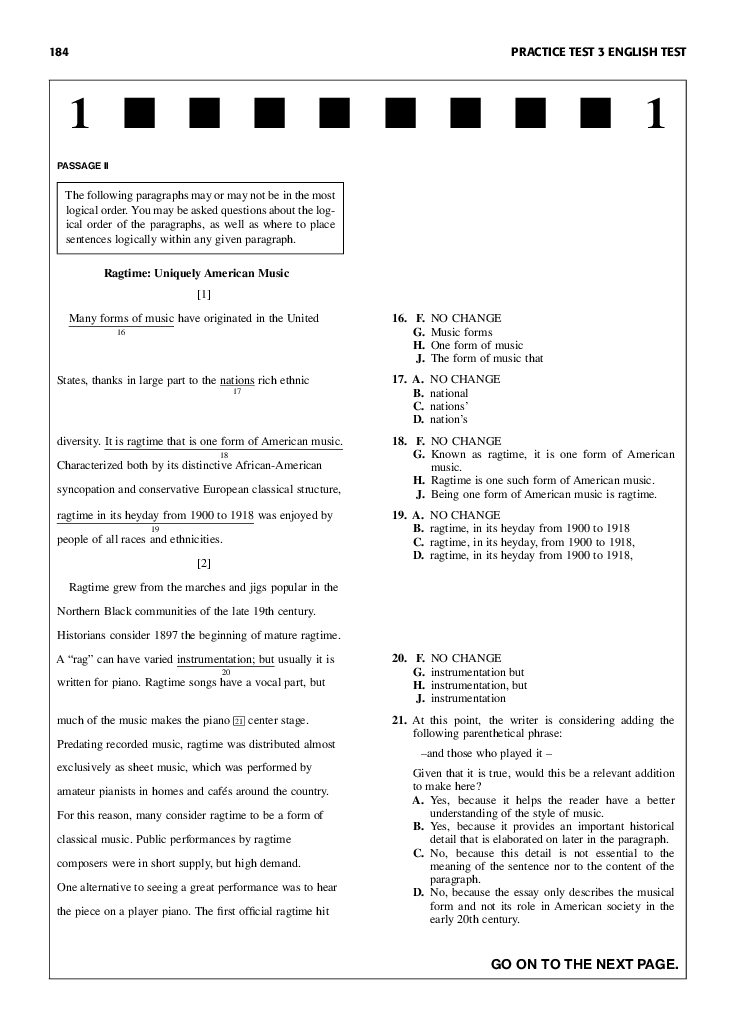 184
PRACTICE TEST 3 ENGLISH TEST
1
1
PASSAGE II
The following paragraphs may or may not be in the most
logical order. You may be asked questions about the log-
ical order of the paragraphs, as well as where to place
sentences logically within any given paragraph.
Ragtime: Uniquely American Music
[1]
Many forms of music have originated in the United
16
States, thanks in large part to the nations rich ethnic
17
diversity. It is ragtime that is one form of American music.
18
Characterized both by its distinctive African-American
syncopation and conservative European classical structure,
ragtime in its heyday from 1900 to 1918 was enjoyed by
19
people of all races and ethnicities.
[2]
Ragtime grew from the marches and jigs popular in the
Northern Black communities of the late 19th century.
Historians consider 1897 the beginning of mature ragtime.
A “rag” can have varied instrumentation; but usually it is
20
written for piano. Ragtime songs have a vocal part, but
much of the music makes the piano 21 center stage.
Predating recorded music, ragtime was distributed almost
exclusively as sheet music, which was performed by
amateur pianists in homes and cafés around the country.
For this reason, many consider ragtime to be a form of
classical music. Public performances by ragtime
composers were in short supply, but high demand.
One alternative to seeing a great performance was to hear
the piece on a player piano. The first official ragtime hit
16. F. NO CHANGE
G. Music forms
H. One form of music
J. The form of music that
17. A. NO CHANGE
B. national
C. nations’
D. nation’s
18. F. NO CHANGE
G. Known as ragtime, it is one form of American
music.
H. Ragtime is one such form of American music.
J. Being one form of American music is ragtime.
19. A. NO CHANGE
B. ragtime, in its heyday from 1900 to 1918
C. ragtime, in its heyday, from 1900 to 1918,
D. ragtime, in its heyday from 1900 to 1918,
20. F. NO CHANGE
G. instrumentation but
H. instrumentation, but
J. instrumentation
21. At this point, the writer is considering adding the
following parenthetical phrase:
–and those who played it –
Given that it is true, would this be a relevant addition
to make here?
A. Yes, because it helps the reader have a better
understanding of the style of music.
B. Yes, because it provides an important historical
detail that is elaborated on later in the paragraph.
C. No, because this detail is not essential to the
meaning of the sentence nor to the content of the
paragraph.
D. No, because the essay only describes the musical
form and not its role in American society in the
early 20th century.
GO ON TO THE NEXT PAGE.